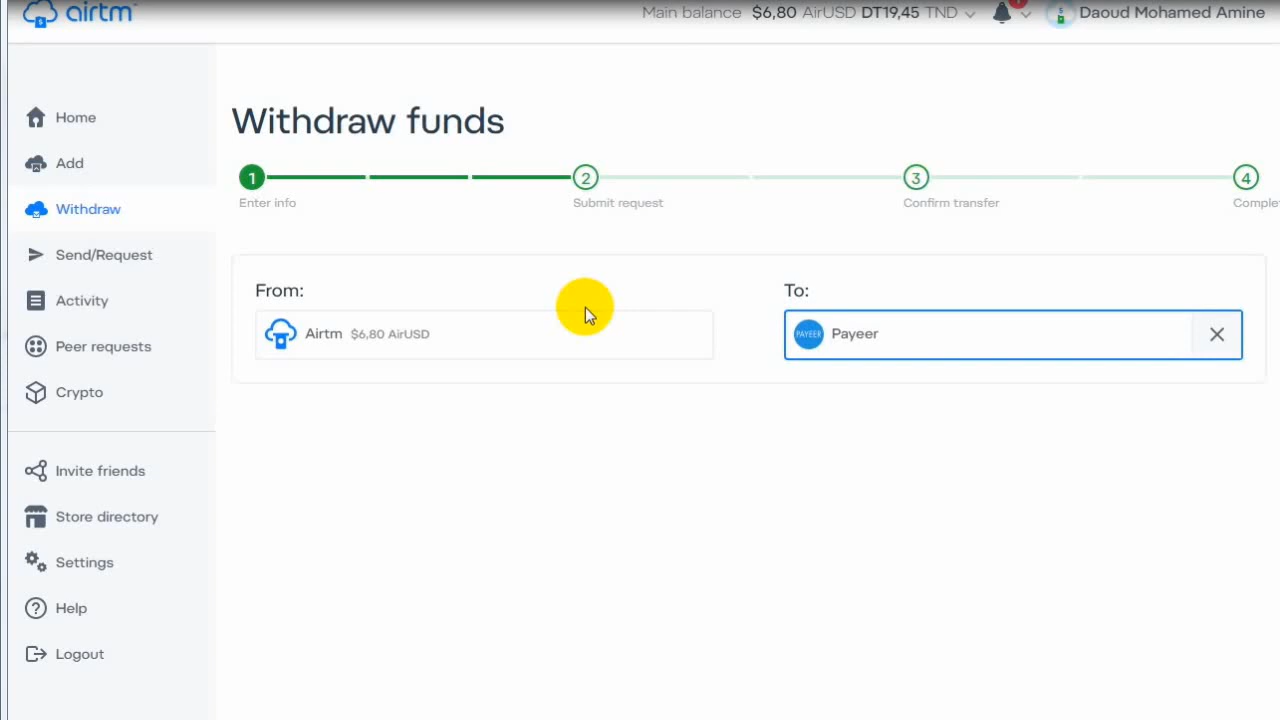 airtm
Main balance $6,80 AirUSD DT19,45 TND
Daoud Mohamed Amine
Home
Add
Withdraw
Send/Request
Activity
Peer requests
Crypto
Invite friends
Store directory
Settings
Help
Logout
Withdraw funds
1 2 3 4
Enter info Submit request Confirm transfer Comple
From: To:
Airtm $6,80 AirUSD
PAYEER Payeer